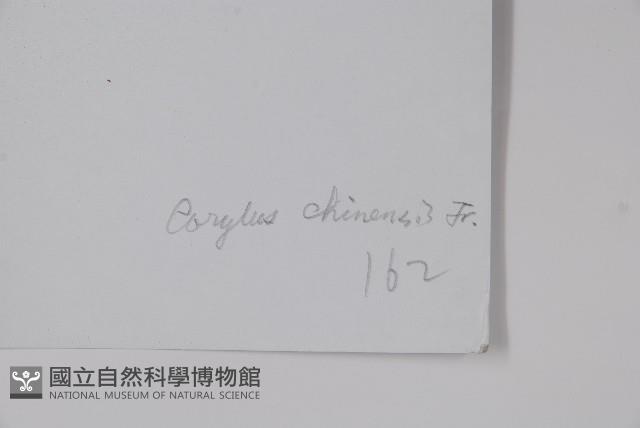 Corylus chinensis Fr.
162
國立自然科學博物館
NATIONAL MUSEUM OF NATURAL SCIENCE